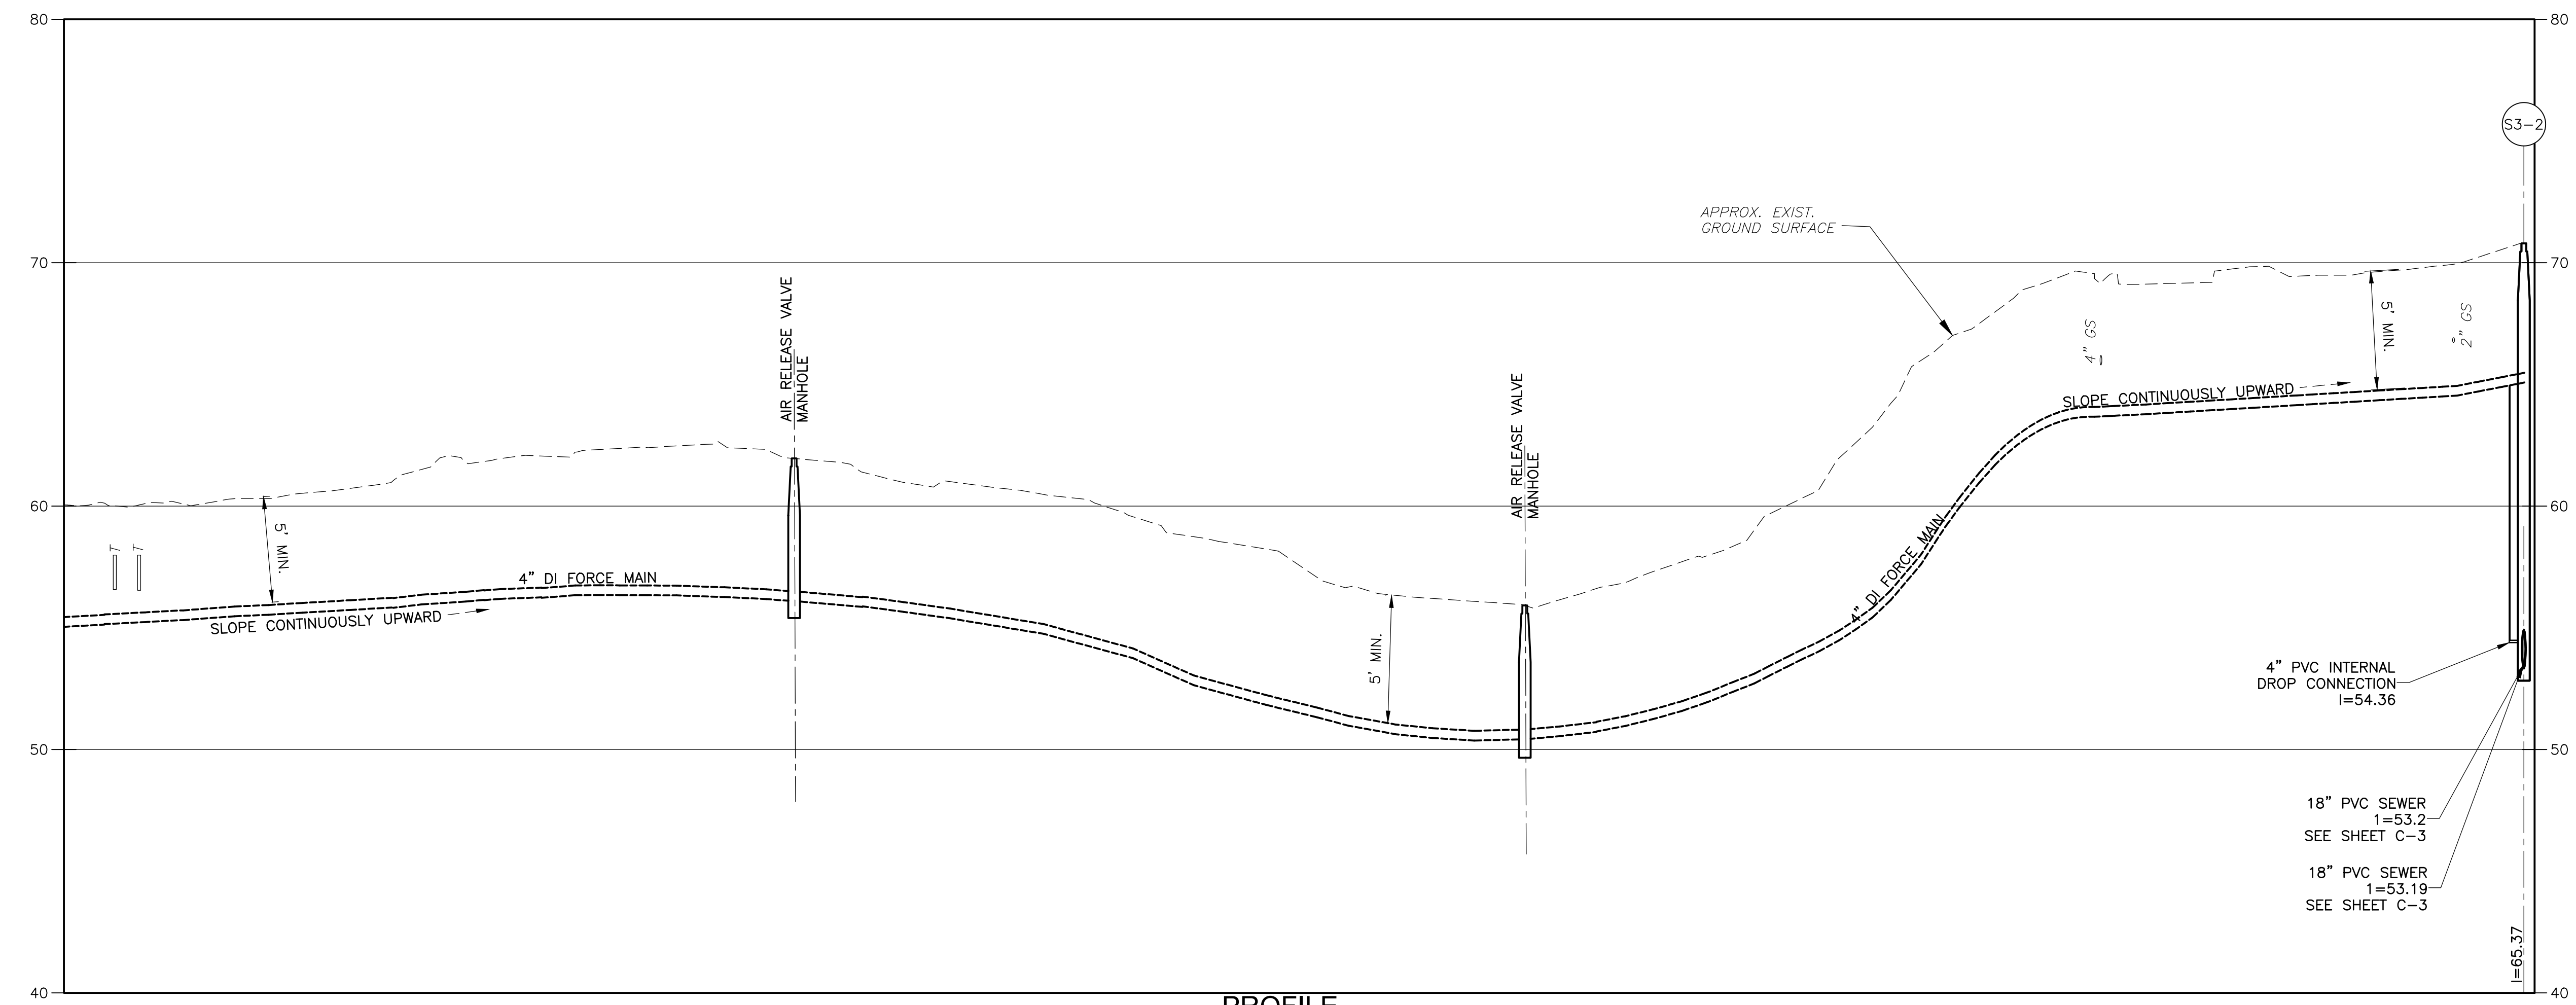 80
80
S3-2
APPROX. EXIST.
GROUND SURFACE
70
70
AIR RELEASE VALVE
MANHOLE
4" GS
2" GS
5' MIN.
AIR RELEASE VALVE
MANHOLE
SLOPE CONTINUOUSLY UPWARD
60
60
5' MIN.
T
T
4" DI FORCE MAIN
4" DI FORCE MAIN
SLOPE CONTINUOUSLY UPWARD
5' MIN.
4" PVC INTERNAL
DROP CONNECTION
I=54.36
50
50
18" PVC SEWER
1=53.2
SEE SHEET C-3
18" PVC SEWER
1=53.19
SEE SHEET C-3
I=65.37
40
40
PROFILE